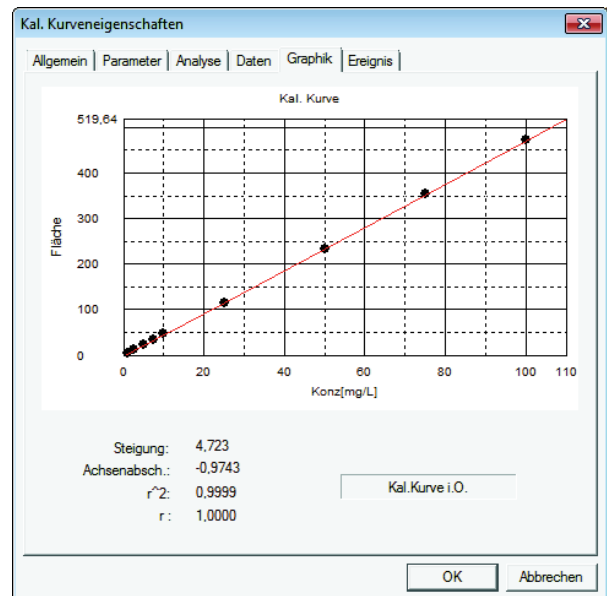 Kal. Kurveneigenschaften
Allgemein Parameter Analyse Daten Graphik Ereignis
Kal. Kurve
519,64
400
300
200
100
0
Fläche
0 20 40 60 80 100 110
Konz[mg/L]
Steigung: 4,723
Achsenabsch.: -0,9743
r^2: 0,9999
r : 1,0000
Kal.Kurve i.O.
OK Abbrechen